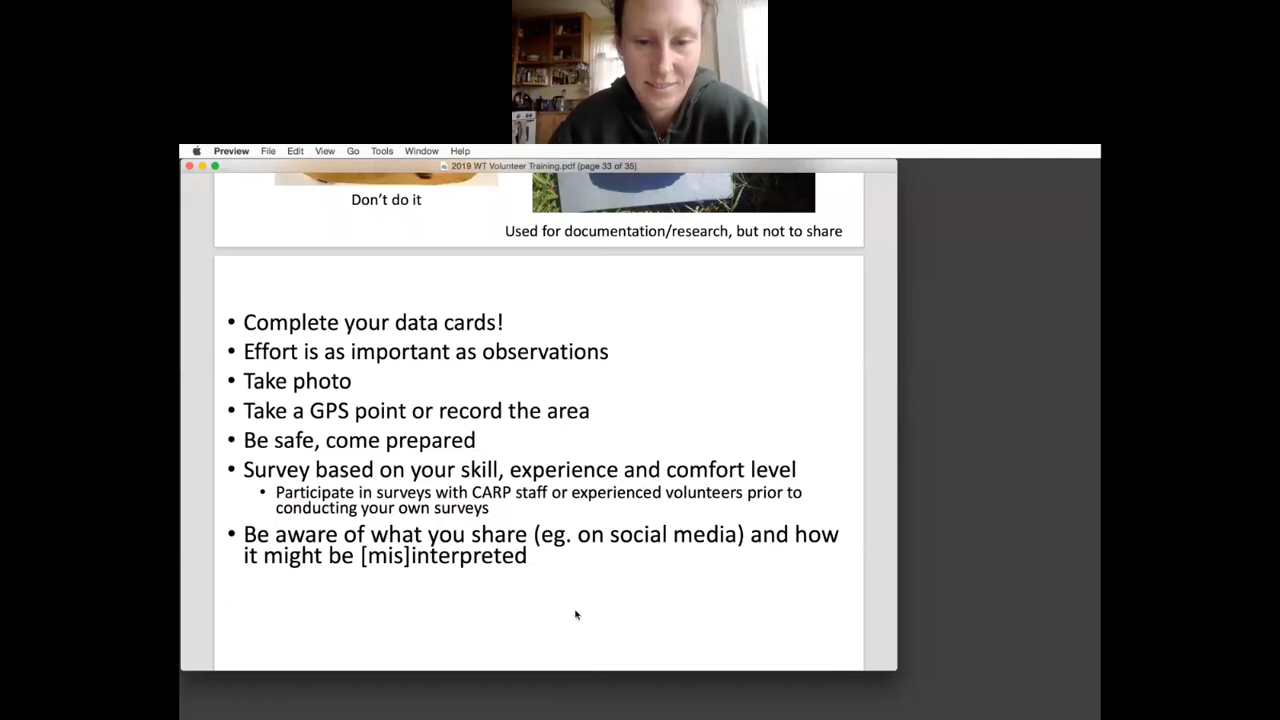 Preview File Edit View Go Tools Window Help
2019 WT Volunteer Training.pdf (page 33 of 35)
Don't do it
Used for documentation/research, but not to share
• Complete your data cards!
• Effort is as important as observations
• Take photo
• Take a GPS point or record the area
• Be safe, come prepared
• Survey based on your skill, experience and comfort level
• Participate in surveys with CARP staff or experienced volunteers prior to
conducting your own surveys
• Be aware of what you share (eg. on social media) and how
it might be [mis]interpreted